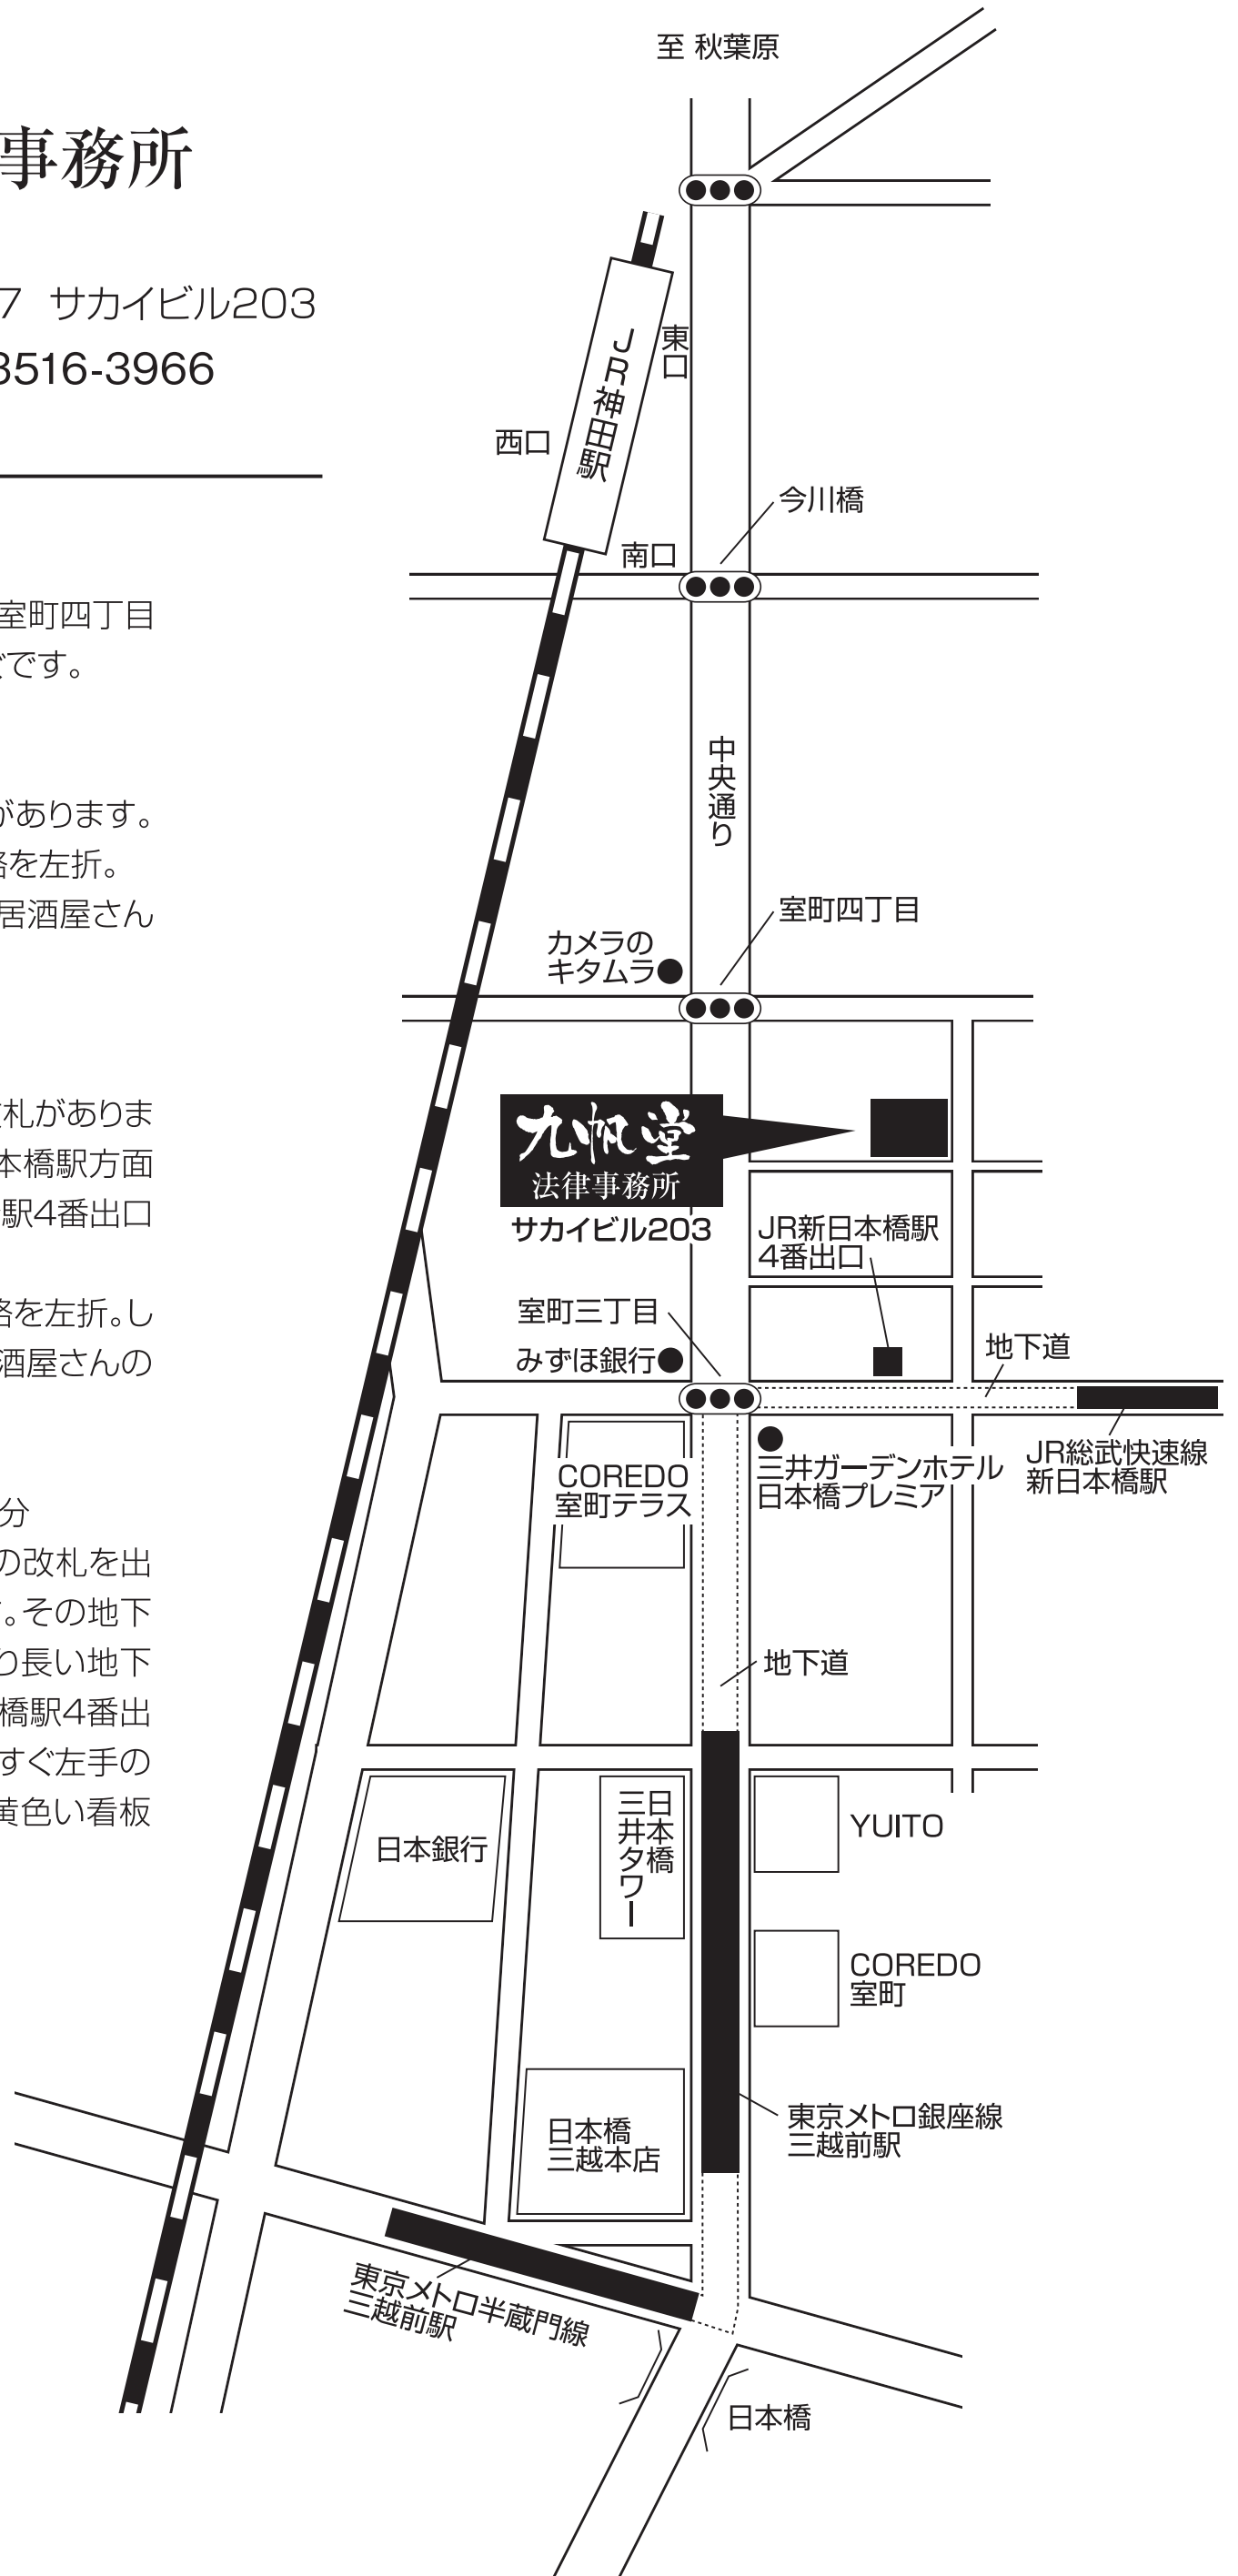 事務所
7 サカイビル203
3516-3966
室町四丁目
です。
があります。
を左折。
居酒屋さん
札がありま
本橋駅方面
駅4番出口
を左折。し
酒屋さんの
分
の改札を出
。その地下
り長い地下
橋駅4番出
すぐ左手の
黄色い看板
至 秋葉原
JR神田駅
東口
西口
南口
今川橋
中央通り
室町四丁目
カメラの
キタムラ
九帆堂
法律事務所
サカイビル203
JR新日本橋駅
4番出口
室町三丁目
みずほ銀行
地下道
COREDO
室町テラス
三井ガーデンホテル
日本橋プレミア
JR総武快速線
新日本橋駅
地下道
日本銀行
日本橋
三井タワー
YUITO
COREDO
室町
日本橋
三越本店
東京メトロ銀座線
三越前駅
東京メトロ半蔵門線
三越前駅
日本橋